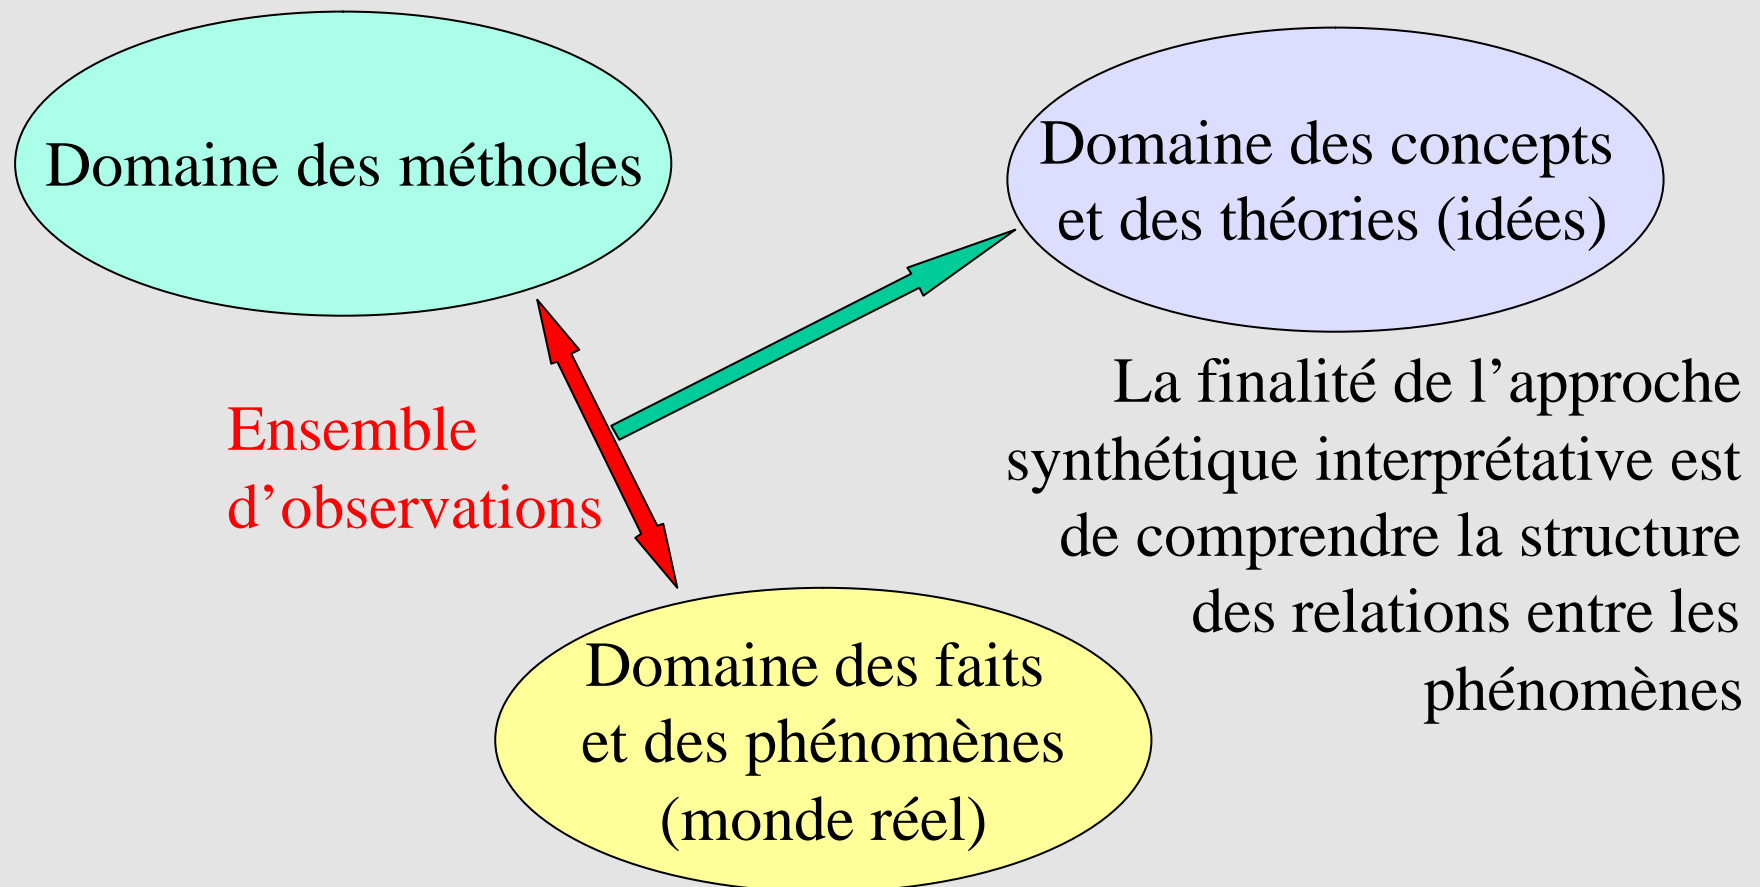 Domaine des méthodes
Domaine des concepts
et des théories (idées)
Ensemble
d’observations
La finalité de l’approche
synthétique interprétative est
de comprendre la structure
des relations entre les
phénomènes
Domaine des faits
et des phénomènes
(monde réel)